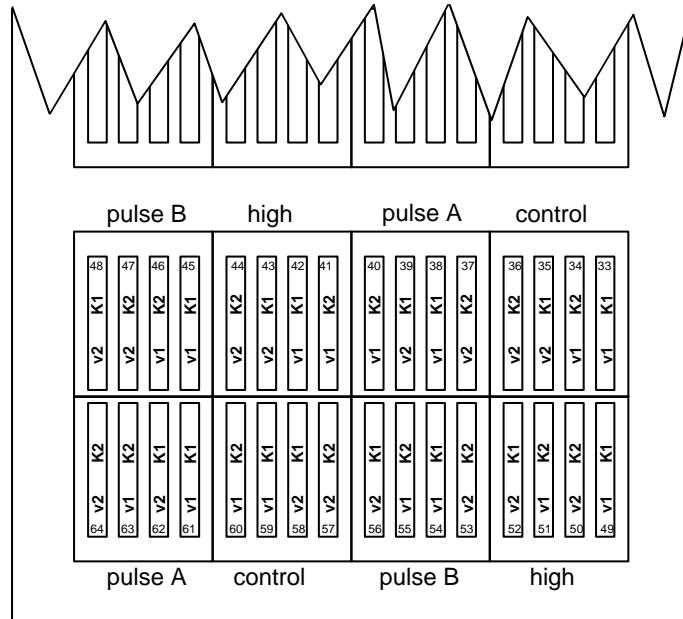 pulse B high pulse A control
48 47 46 45 44 43 42 41 40 39 38 37 36 35 34 33
K1 K2 K2 K1 K2 K1 K1 K2 K2 K1 K1 K2 K2 K1 K2 K1
v2 v2 v1 v1 v2 v2 v1 v1 v1 v1 v2 v2 v2 v2 v1 v1
K2 K2 K1 K1 K2 K1 K1 K2 K1 K2 K1 K2 K1 K2 K2 K1
v2 v1 v2 v1 v1 v1 v2 v2 v2 v1 v1 v2 v2 v1 v2 v1
64 63 62 61 60 59 58 57 56 55 54 53 52 51 50 49
pulse A control pulse B high